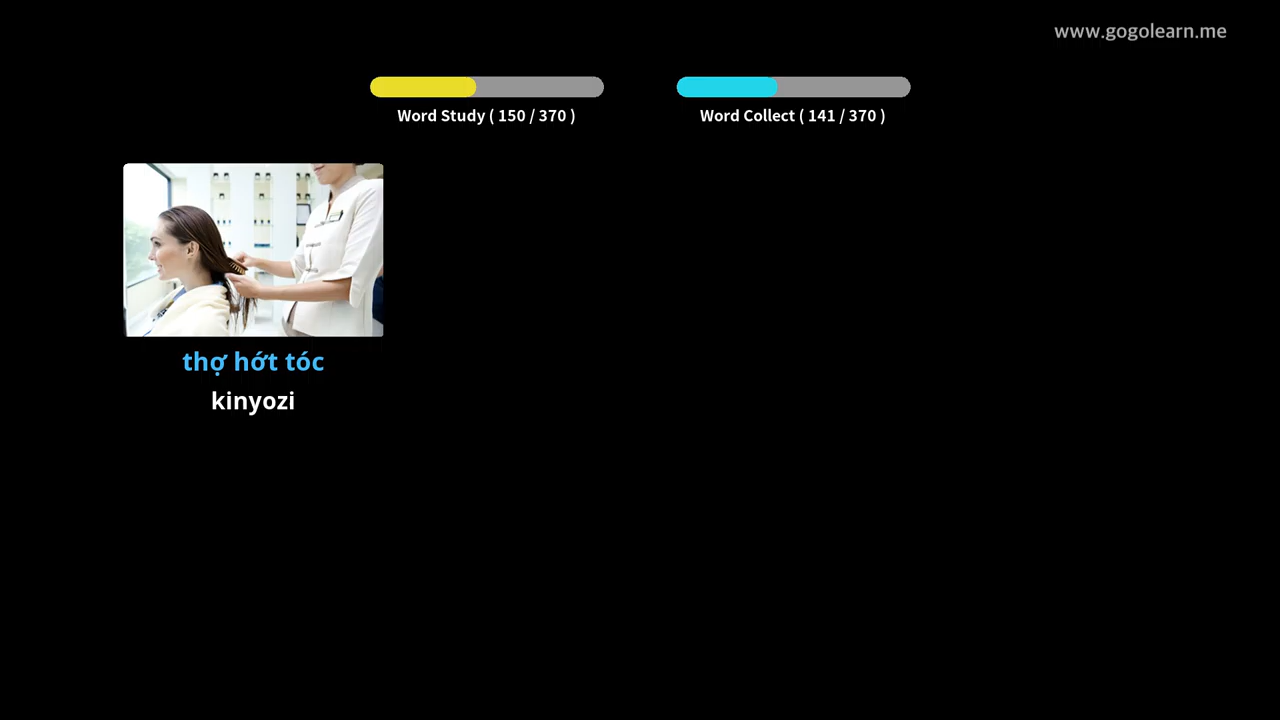 www.gogolearn.me
Word Study ( 150 / 370 )
Word Collect ( 141 / 370 )
thợ hớt tóc
kinyozi